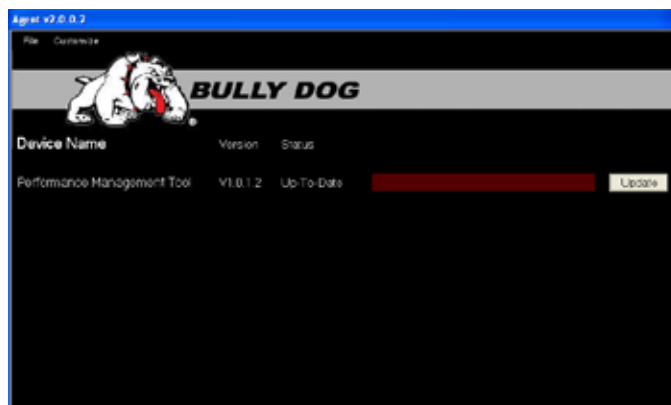 Agent v2.0.0.2
File Customize
BULLY DOG
Device Name Version Status
Performance Management Tool V1.0.1.2 Up-To-Date Update